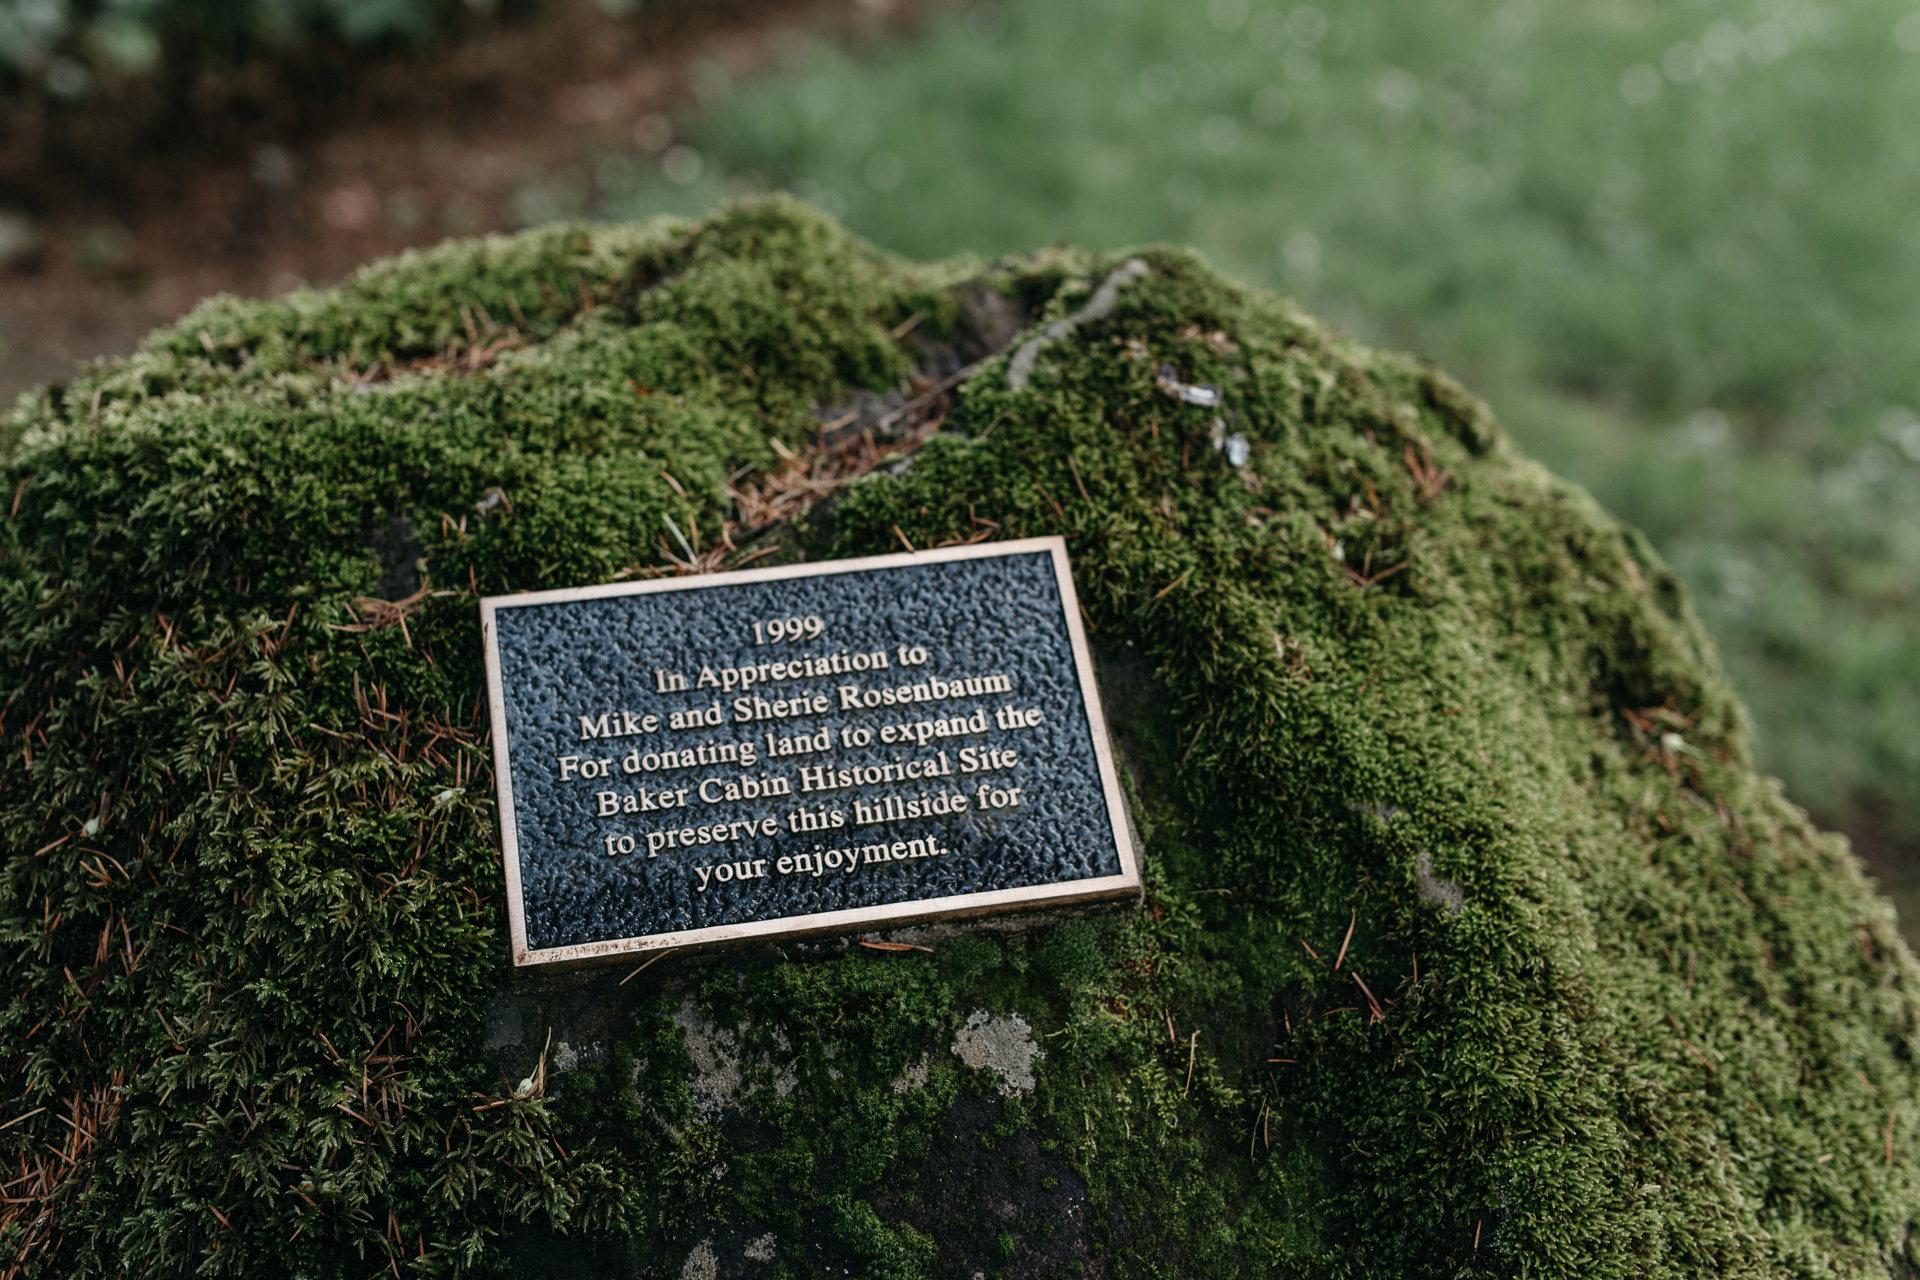 1999
In Appreciation to
Mike and Sherie Rosenbaum
For donating land to expand the
Baker Cabin Historical Site
to preserve this hillside for
your enjoyment.